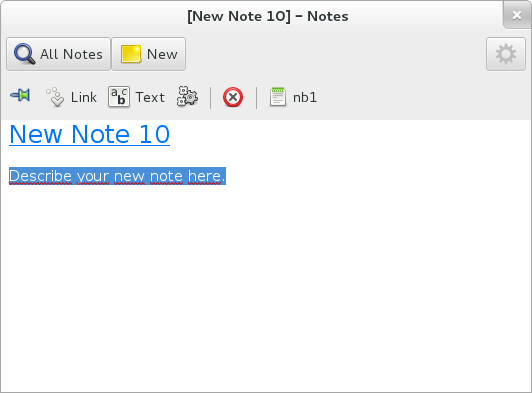 [New Note 10] – Notes
All Notes New
Link Text nb1
New Note 10
Describe your new note here.